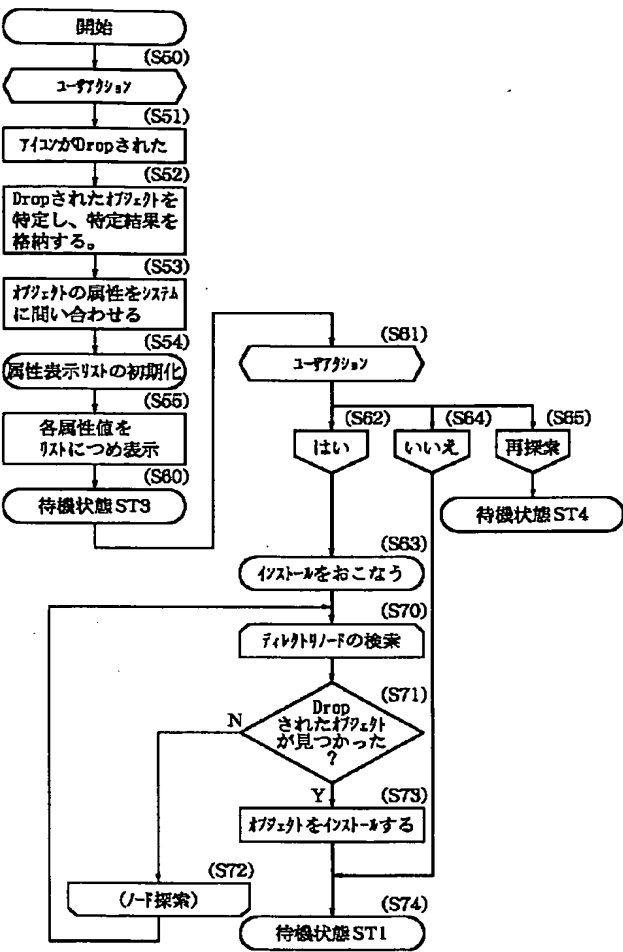 開始
(S50)
ユーザアクション
(S51)
アイコンがDropされた
(S52)
Dropされたオブジェクトを
特定し、特定結果を
格納する。
(S53)
オブジェクトの属性をシステム
に問い合わせる
(S54)
属性表示リストの初期化
(S55)
各属性値を
リストにつめ表示
(S60)
待機状態ST3
(S61)
ユーザアクション
(S62)
はい
(S64)
いいえ
(S65)
再探索
待機状態ST4
(S63)
インストールをおこなう
(S70)
ディレクトリノードの検索
(S71)
Drop
されたオブジェクト
が見つかった
?
N
Y
(S73)
オブジェクトをインストールする
(S72)
(ノード探索)
(S74)
待機状態ST1